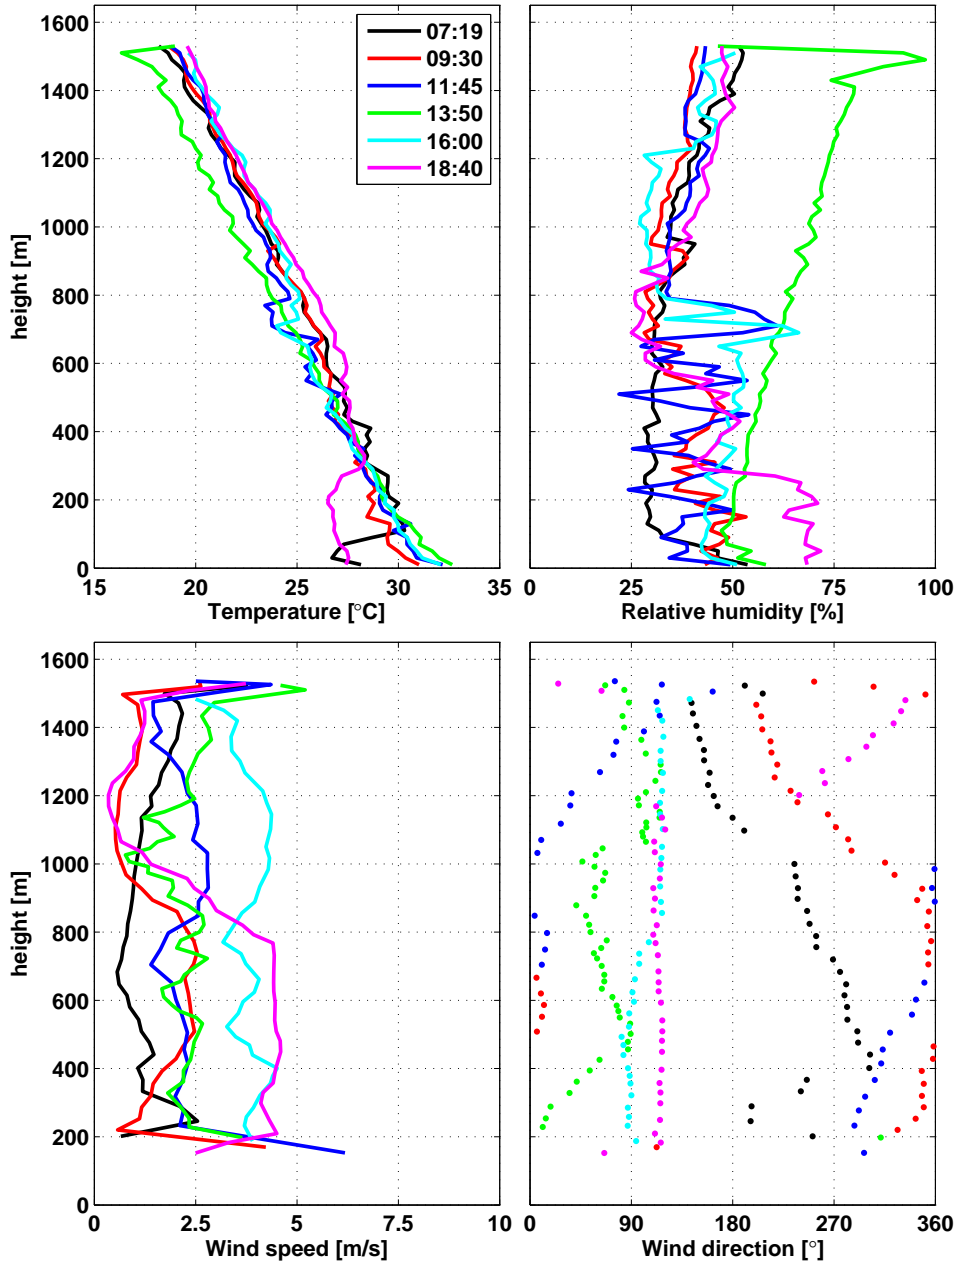 1600
1400
1200
1000
800
600
400
200
0
height [m]
07:19
09:30
11:45
13:50
16:00
18:40
15 20 25 30 35
Temperature [°C]
0 25 50 75 100
Relative humidity [%]
1600
1400
1200
1000
800
600
400
200
0
height [m]
0 2.5 5 7.5 10
Wind speed [m/s]
0 90 180 270 360
Wind direction [°]